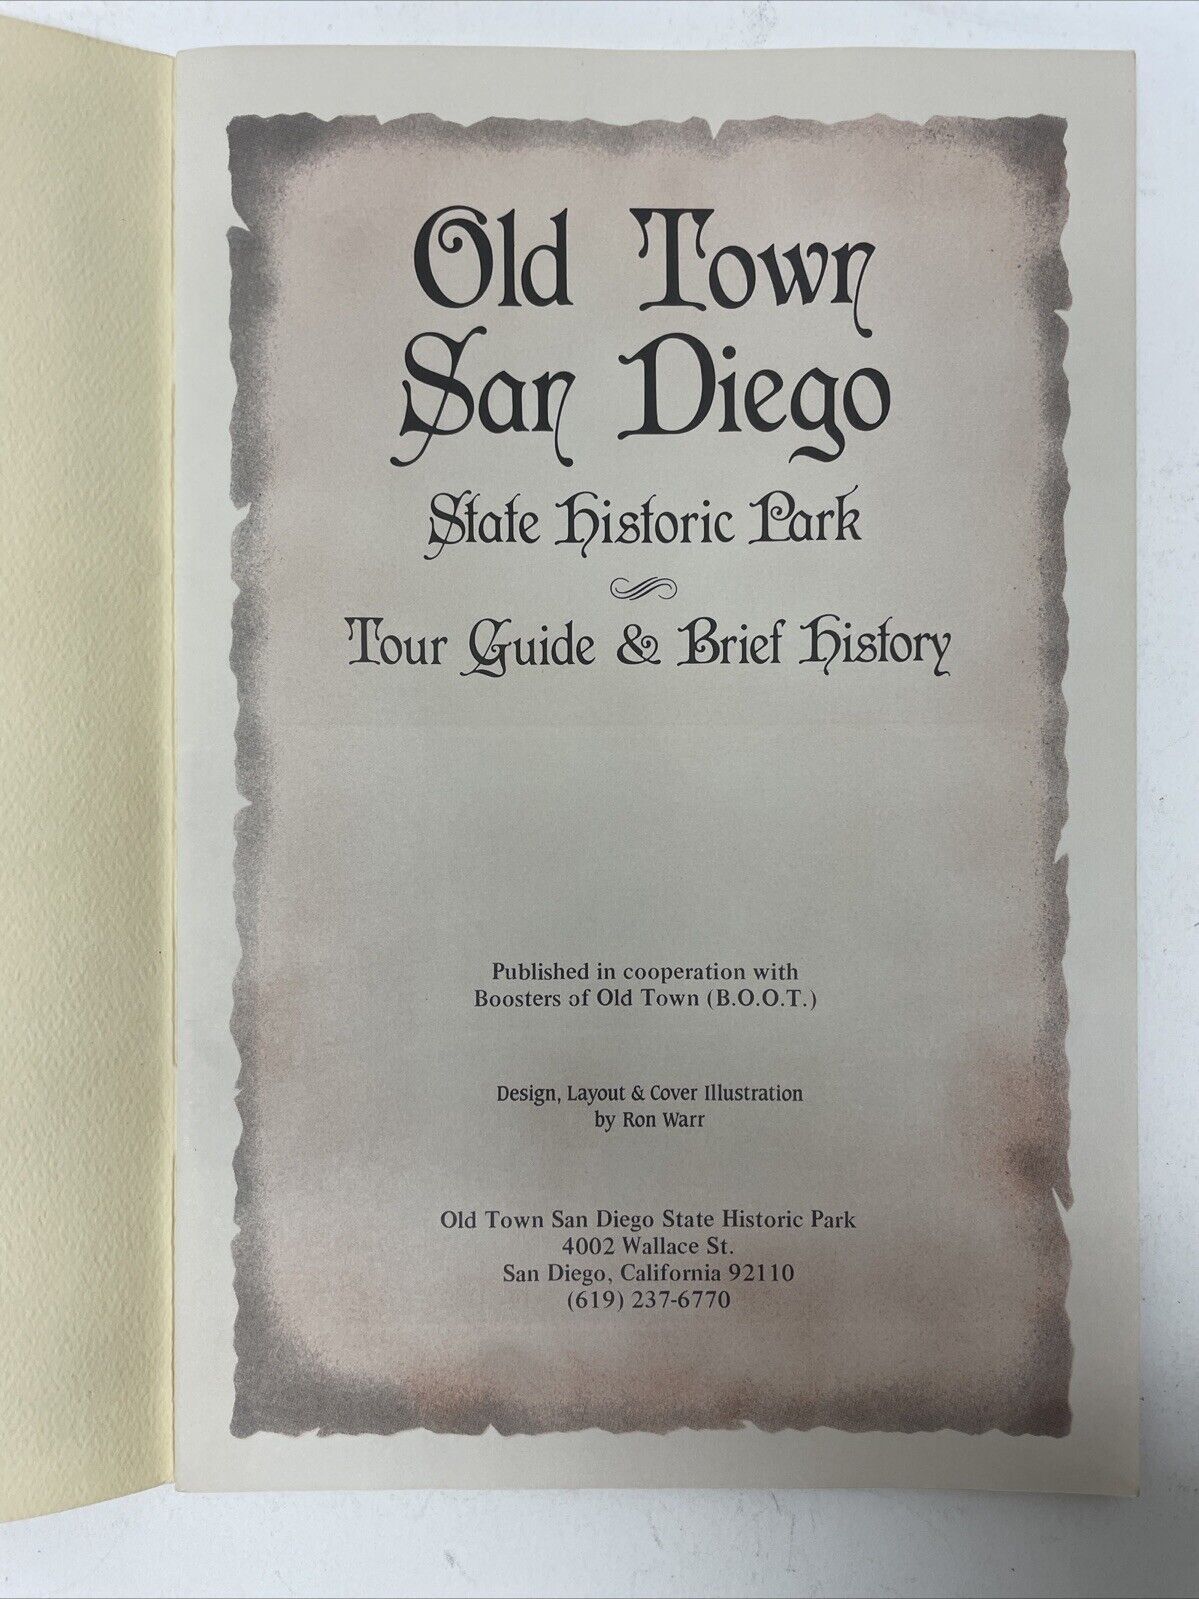 Old Town
San Diego
State Historic Park
Tour Guide & Brief History
Published in cooperation with
Boosters of Old Town (B.O.O.T.)
Design, Layout & Cover Illustration
by Ron Warr
Old Town San Diego State Historic Park
4002 Wallace St.
San Diego, California 92110
(619) 237-6770